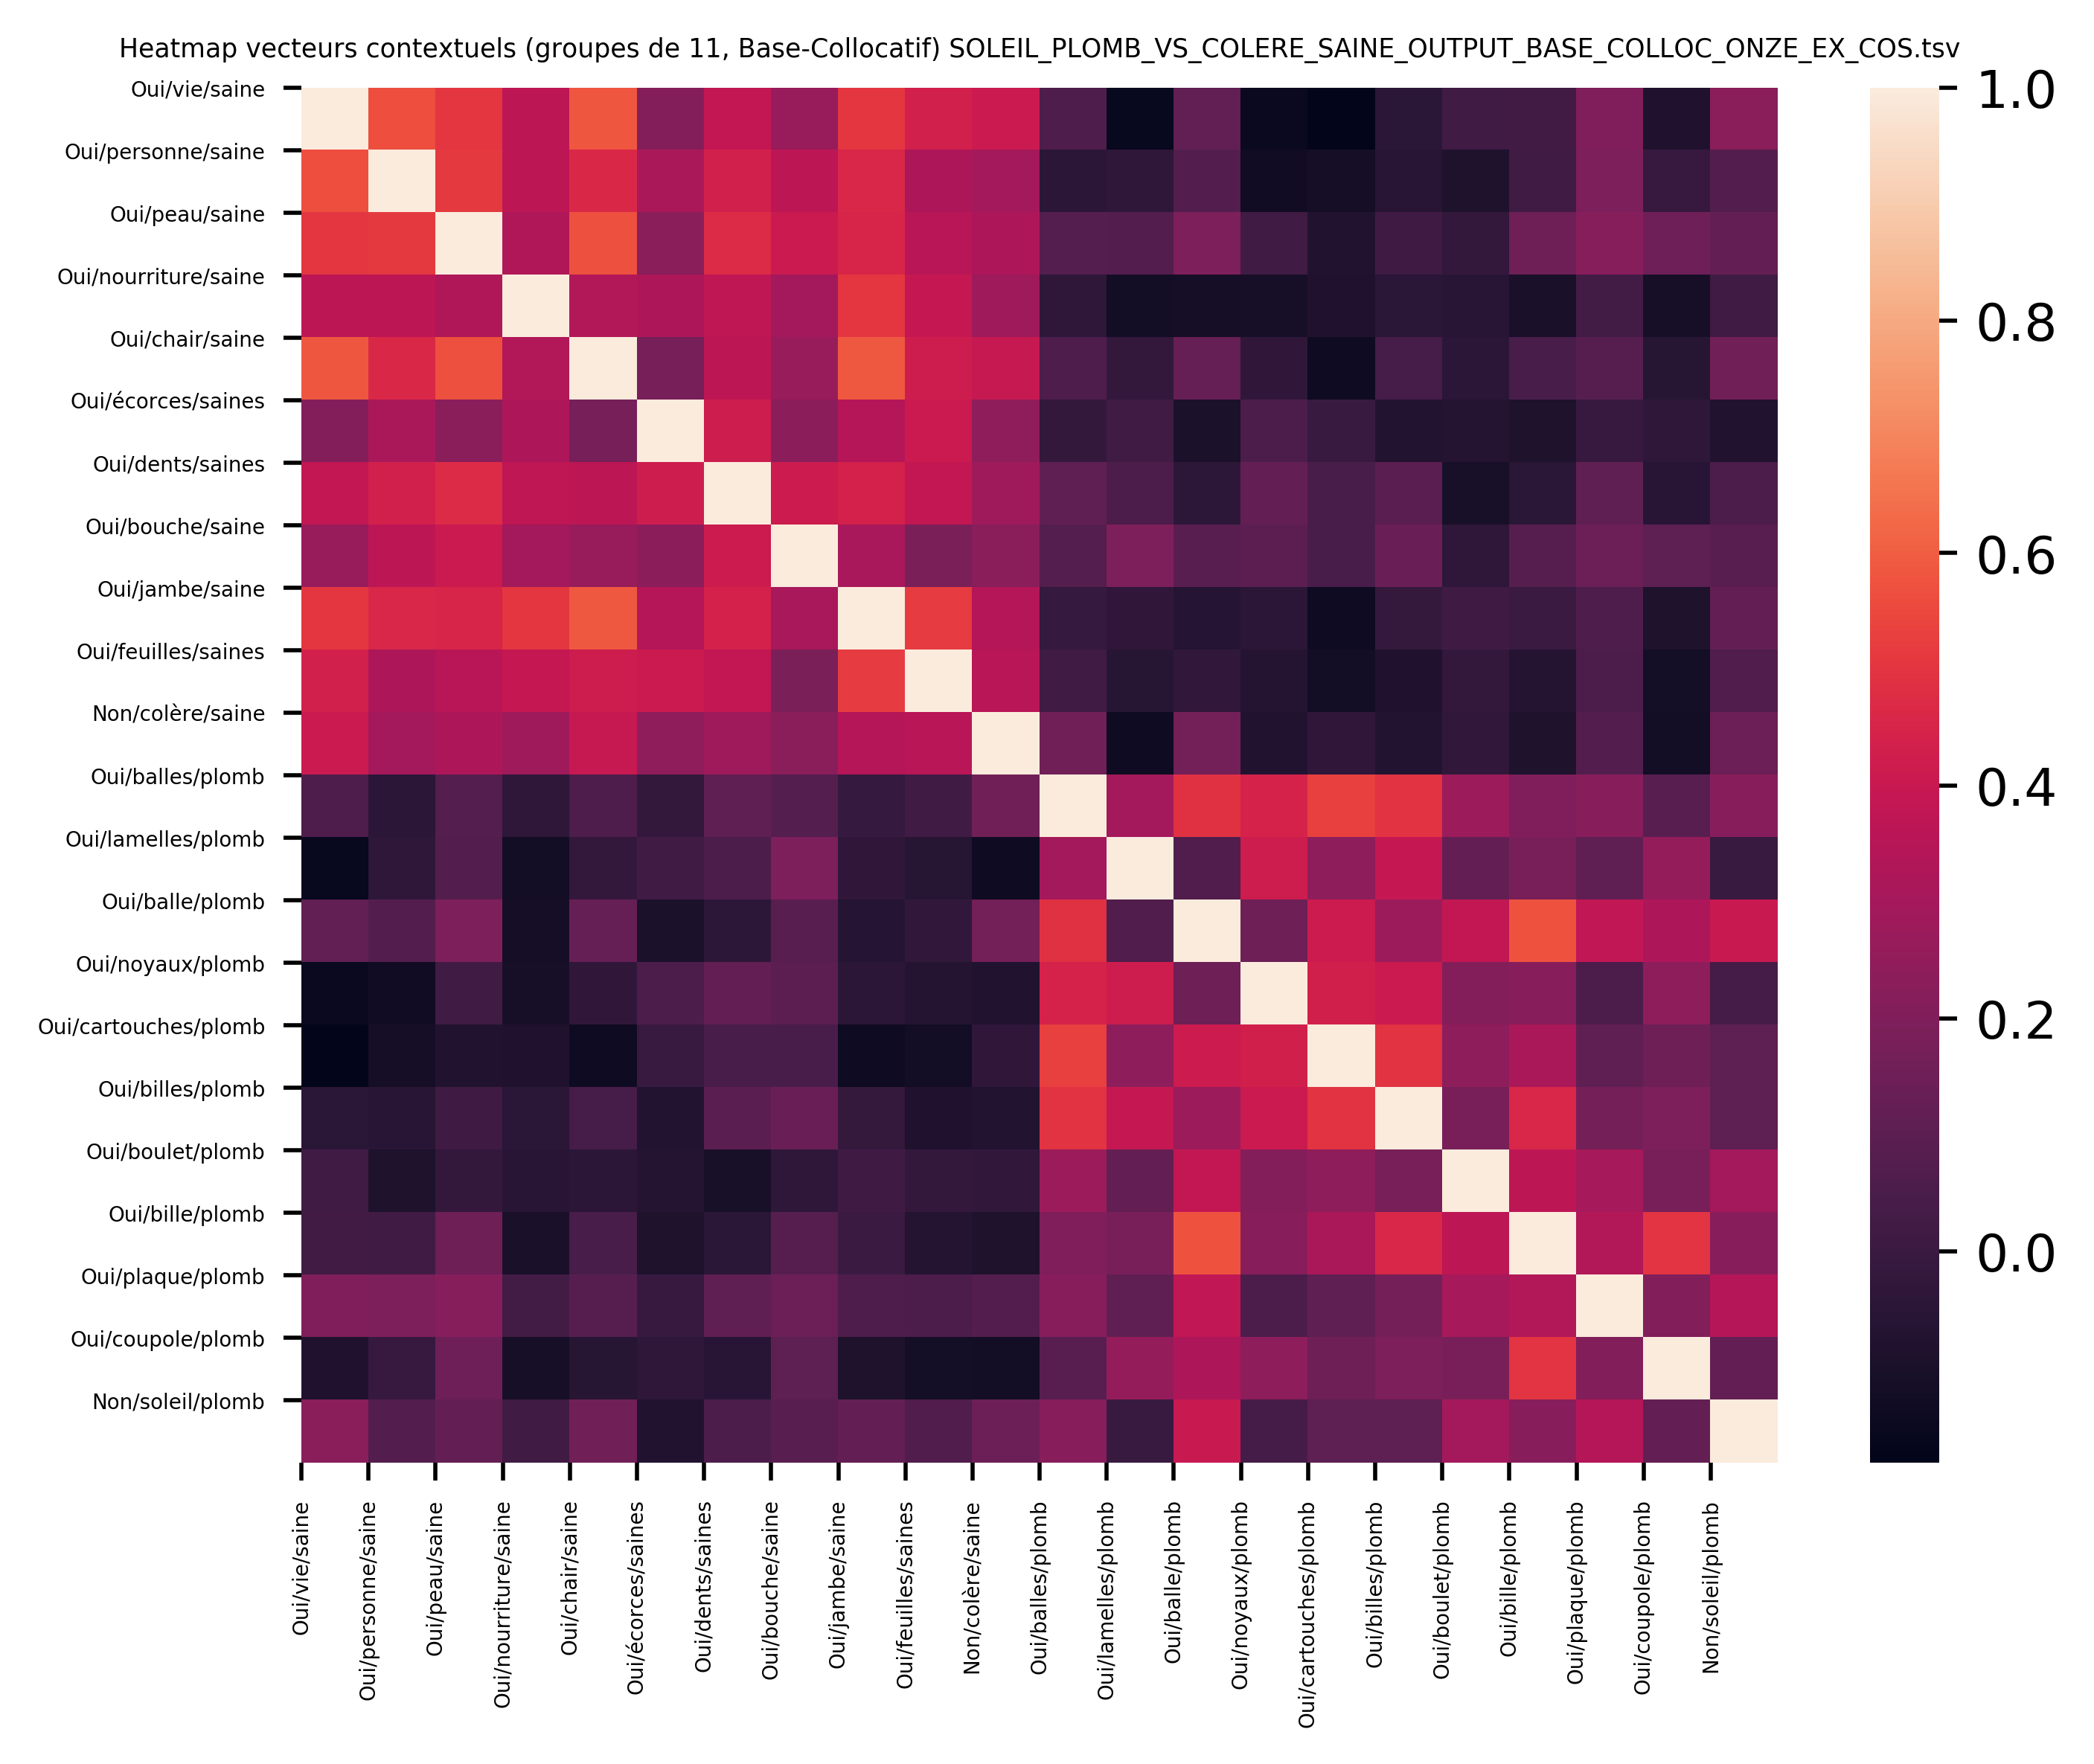 Heatmap vecteurs contextuels (groupes de 11, Base-Collocatif) SOLEIL_PLOMB_VS_COLERE_SAINE_OUTPUT_BASE_COLLOC_ONZE_EX_COS.tsv
Oui/vie/saine
Oui/personne/saine
Oui/peau/saine
Oui/nourriture/saine
Oui/chair/saine
Oui/écorces/saines
Oui/dents/saines
Oui/bouche/saine
Oui/jambe/saine
Oui/feuilles/saines
Non/colère/saine
Oui/balles/plomb
Oui/lamelles/plomb
Oui/balle/plomb
Oui/noyaux/plomb
Oui/cartouches/plomb
Oui/billes/plomb
Oui/boulet/plomb
Oui/bille/plomb
Oui/plaque/plomb
Oui/coupole/plomb
Non/soleil/plomb
Oui/vie/saine
Oui/personne/saine
Oui/peau/saine
Oui/nourriture/saine
Oui/chair/saine
Oui/écorces/saines
Oui/dents/saines
Oui/bouche/saine
Oui/jambe/saine
Oui/feuilles/saines
Non/colère/saine
Oui/balles/plomb
Oui/lamelles/plomb
Oui/balle/plomb
Oui/noyaux/plomb
Oui/cartouches/plomb
Oui/billes/plomb
Oui/boulet/plomb
Oui/bille/plomb
Oui/plaque/plomb
Oui/coupole/plomb
Non/soleil/plomb
1.0
0.8
0.6
0.4
0.2
0.0